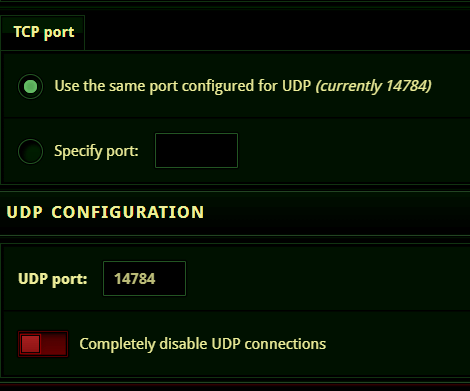 TCP port
Use the same port configured for UDP (currently 14784)
Specify port:
UDP CONFIGURATION
UDP port: 14784
Completely disable UDP connections